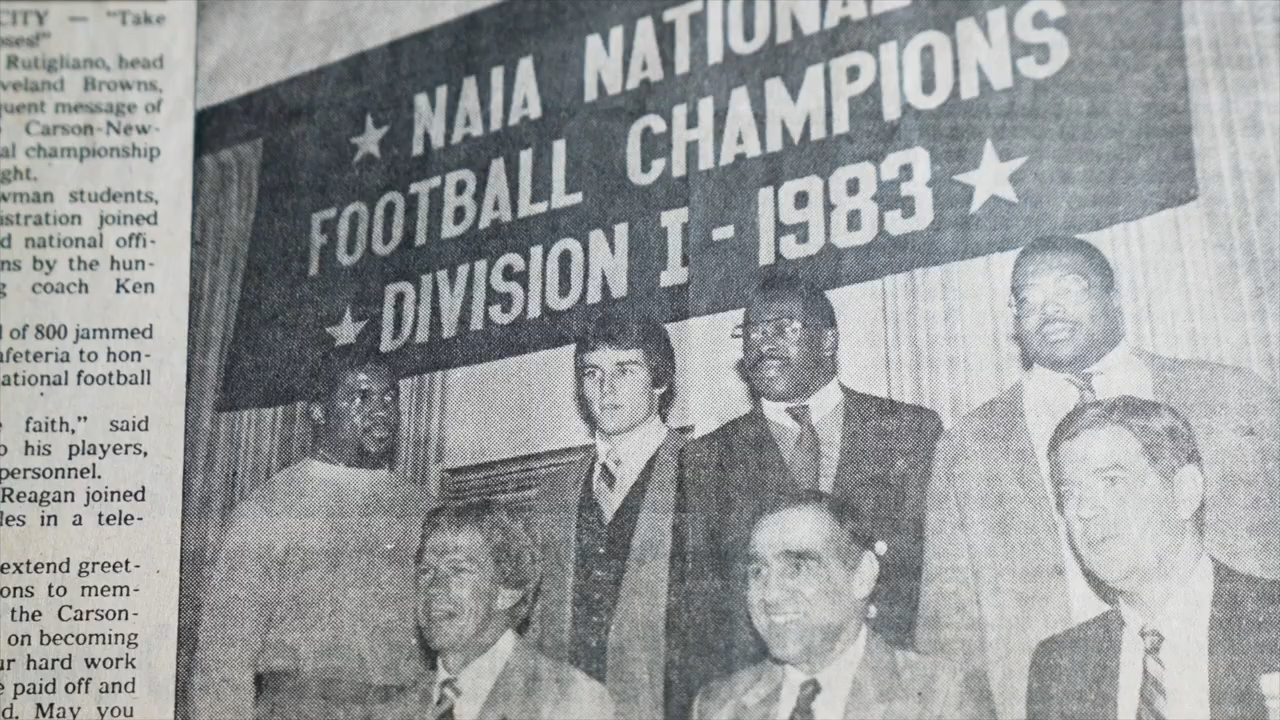 CITY — "Take
Rutigliano, head
veland Browns,
quent message of
Carson-New-
al championship
ght.
wman students,
istration joined
d national offi-
ns by the hun-
g coach Ken
l of 800 jammed
afeteria to hon-
ational football
e faith," said
o his players,
personnel.
Reagan joined
les in a tele-
extend greet-
ons to mem-
the Carson-
on becoming
ur hard work
e paid off and
d. May you
NAIA NATIONAL
FOOTBALL CHAMPIONS
DIVISION I - 1983